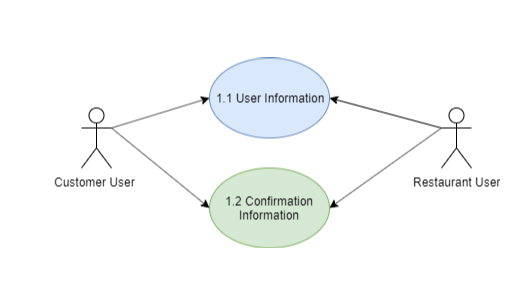 1.1 User Information
Customer User
Restaurant User
1.2 Confirmation
Information